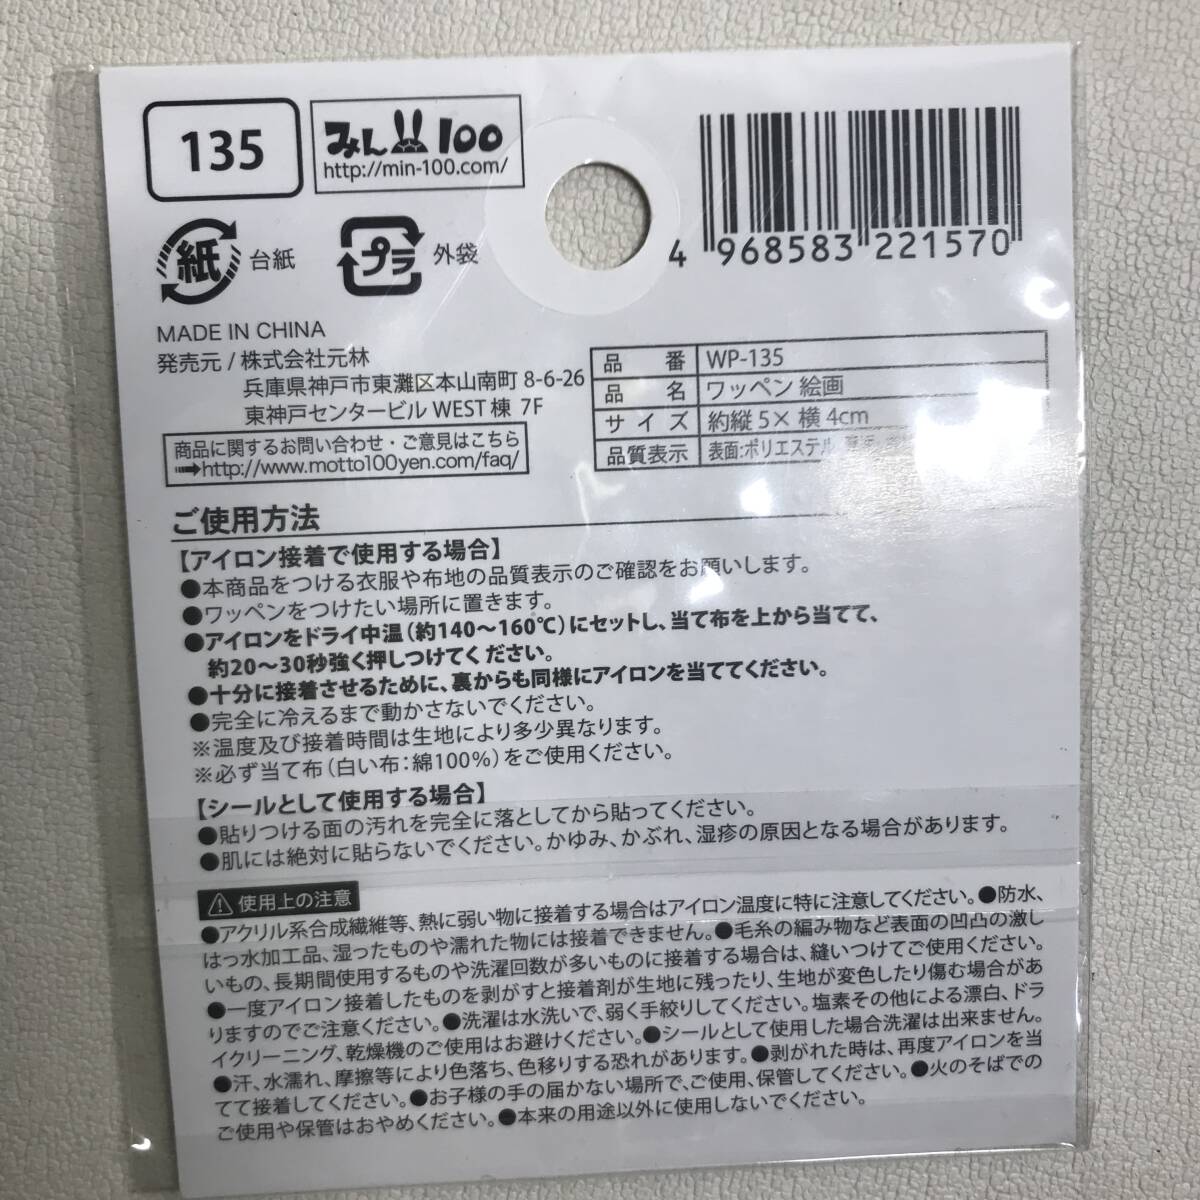 135
みん100
http://min-100.com/
紙 台紙
プラ 外袋
4 968583 221570
MADE IN CHINA
発売元 / 株式会社元林
兵庫県神戸市東灘区本山南町 8-6-26
東神戸センタービル WEST 棟 7F
商品に関するお問い合わせ・ご意見はこちら
➡http://www.motto100yen.com/faq/
品番 WP-135
品名 ワッペン 絵画
サイズ 約縦 5× 横 4cm
品質表示 表面:ポリエステル
ご使用方法
【アイロン接着で使用する場合】
●本商品をつける衣服や布地の品質表示のご確認をお願いします。
●ワッペンをつけたい場所に置きます。
●アイロンをドライ中温(約140〜160℃)にセットし、当て布を上から当てて、
約20〜30秒強く押しつけてください。
●十分に接着させるために、裏からも同様にアイロンを当ててください。
●完全に冷えるまで動かさないでください。
※温度及び接着時間は生地により多少異なります。
※必ず当て布(白い布:綿100%)をご使用ください。
【シールとして使用する場合】
●貼りつける面の汚れを完全に落としてから貼ってください。
●肌には絶対に貼らないでください。かゆみ、かぶれ、湿疹の原因となる場合があります。
⚠ 使用上の注意
●アクリル系合成繊維等、熱に弱い物に接着する場合はアイロン温度に特に注意してください。●防水、
はっ水加工品、湿ったものや濡れた物には接着できません。●毛糸の編み物など表面の凹凸の激し
いもの、長期間使用するものや洗濯回数が多いものに接着する場合は、縫いつけてご使用ください。
●一度アイロン接着したものを剥がすと接着剤が生地に残ったり、生地が変色したり傷む場合があ
りますのでご注意ください。●洗濯は水洗いで、弱く手絞りしてください。塩素その他による漂白、ドラ
イクリーニング、乾燥機のご使用はお避けください。●シールとして使用した場合洗濯は出来ません。
●汗、水濡れ、摩擦等により色落ち、色移りする恐れがあります。●剥がれた時は、再度アイロンを当
てて接着してください。●お子様の手の届かない場所で、ご使用、保管してください。●火のそばでの
ご使用や保管はおやめください。●本来の用途以外に使用しないでください。